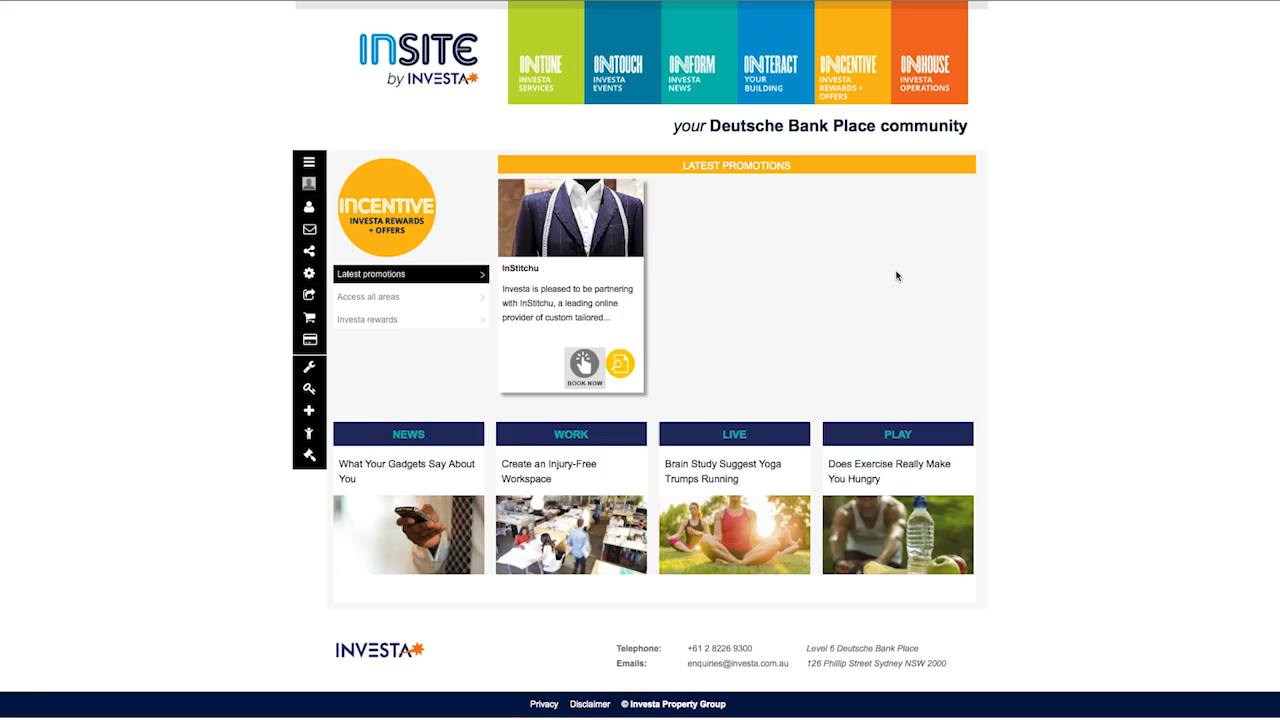 INSITE
by INVESTA
INTUNE
INVESTA
SERVICES
INTOUCH
INVESTA
EVENTS
INFORM
INVESTA
NEWS
INTERACT
YOUR
BUILDING
INCENTIVE
INVESTA
REWARDS +
OFFERS
INHOUSE
INVESTA
OPERATIONS
your Deutsche Bank Place community
INCENTIVE
INVESTA REWARDS
+ OFFERS
Latest promotions
Access all areas
Investa rewards
LATEST PROMOTIONS
InStitchu
Investa is pleased to be partnering
with InStitchu, a leading online
provider of custom tailored...
BOOK NOW
NEWS
What Your Gadgets Say About
You
WORK
Create an Injury-Free
Workspace
LIVE
Brain Study Suggest Yoga
Trumps Running
PLAY
Does Exercise Really Make
You Hungry
INVESTA
Telephone: +61 2 8226 9300 Level 6 Deutsche Bank Place
Emails: enquiries@investa.com.au 126 Phillip Street Sydney NSW 2000
Privacy Disclaimer © Investa Property Group